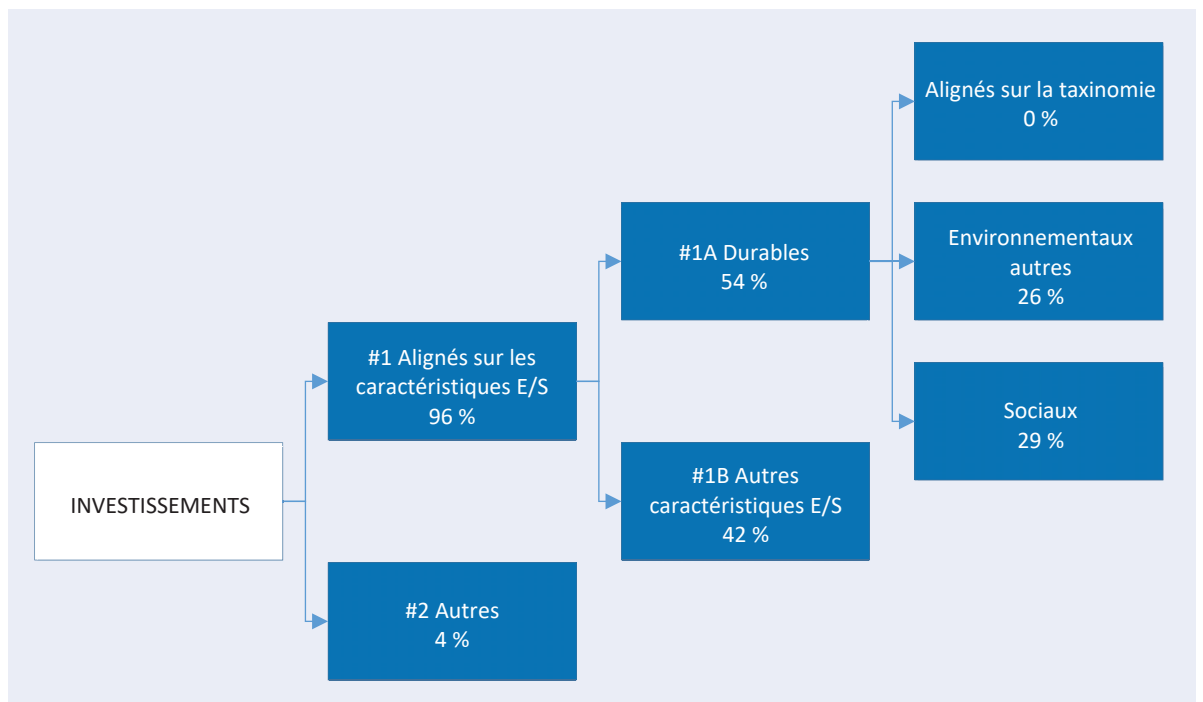 Alignés sur la taxinomie
0 %
#1A Durables
54 %
Environnementaux
autres
26 %
#1 Alignés sur les
caractéristiques E/S
96 %
Sociaux
29 %
INVESTISSEMENTS
#1B Autres
caractéristiques E/S
42 %
#2 Autres
4 %